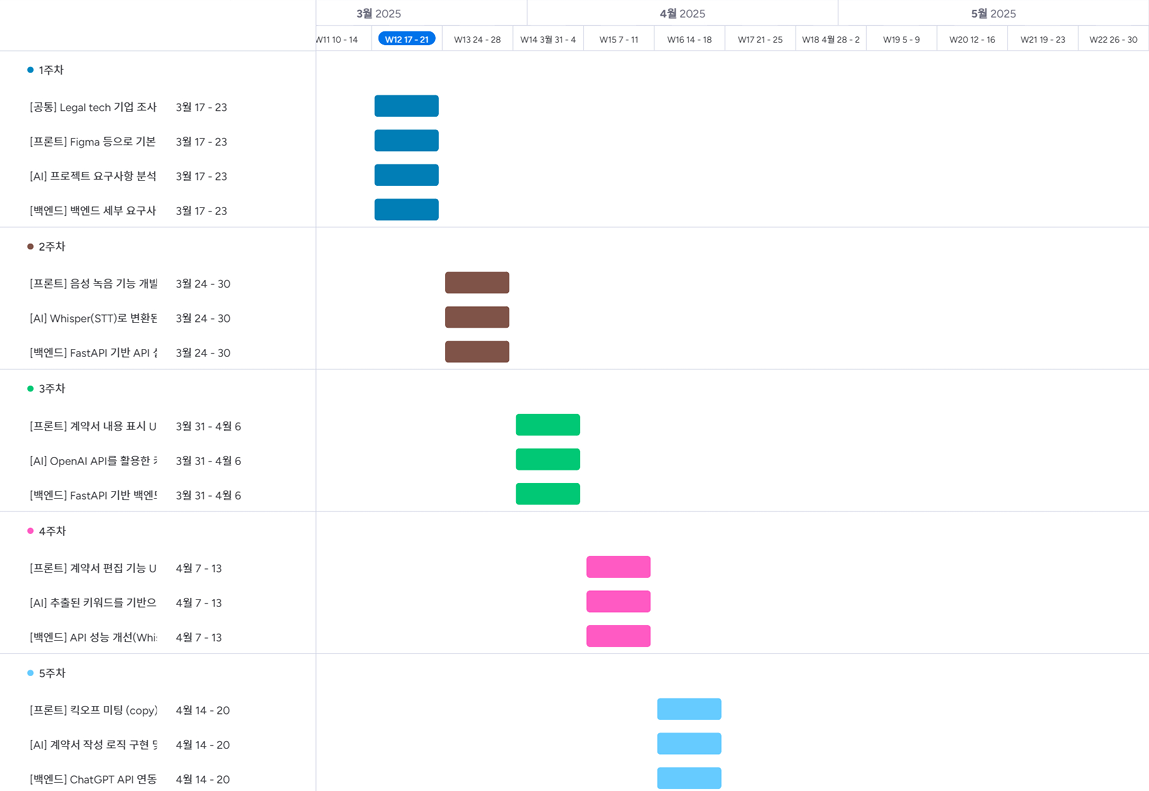 3월 2025 4월 2025 5월 2025
W11 10 - 14 W12 17 - 21 W13 24 - 28 W14 3월 31 - 4 W15 7 - 11 W16 14 - 18 W17 21 - 25 W18 4월 28 - 2 W19 5 - 9 W20 12 - 16 W21 19 - 23 W22 26 - 30
1주차
[공통] Legal tech 기업 조사 3월 17 - 23
[프론트] Figma 등으로 기본 3월 17 - 23
[AI] 프로젝트 요구사항 분석 3월 17 - 23
[백엔드] 백엔드 세부 요구사 3월 17 - 23
2주차
[프론트] 음성 녹음 기능 개발 3월 24 - 30
[AI] Whisper(STT)로 변환된 3월 24 - 30
[백엔드] FastAPI 기반 API 3월 24 - 30
3주차
[프론트] 계약서 내용 표시 U 3월 31 - 4월 6
[AI] OpenAI API를 활용한 3월 31 - 4월 6
[백엔드] FastAPI 기반 백엔드 3월 31 - 4월 6
4주차
[프론트] 계약서 편집 기능 U 4월 7 - 13
[AI] 추출된 키워드를 기반으 4월 7 - 13
[백엔드] API 성능 개선(Whis 4월 7 - 13
5주차
[프론트] 킥오프 미팅 (copy) 4월 14 - 20
[AI] 계약서 작성 로직 구현 및 4월 14 - 20
[백엔드] ChatGPT API 연동 4월 14 - 20